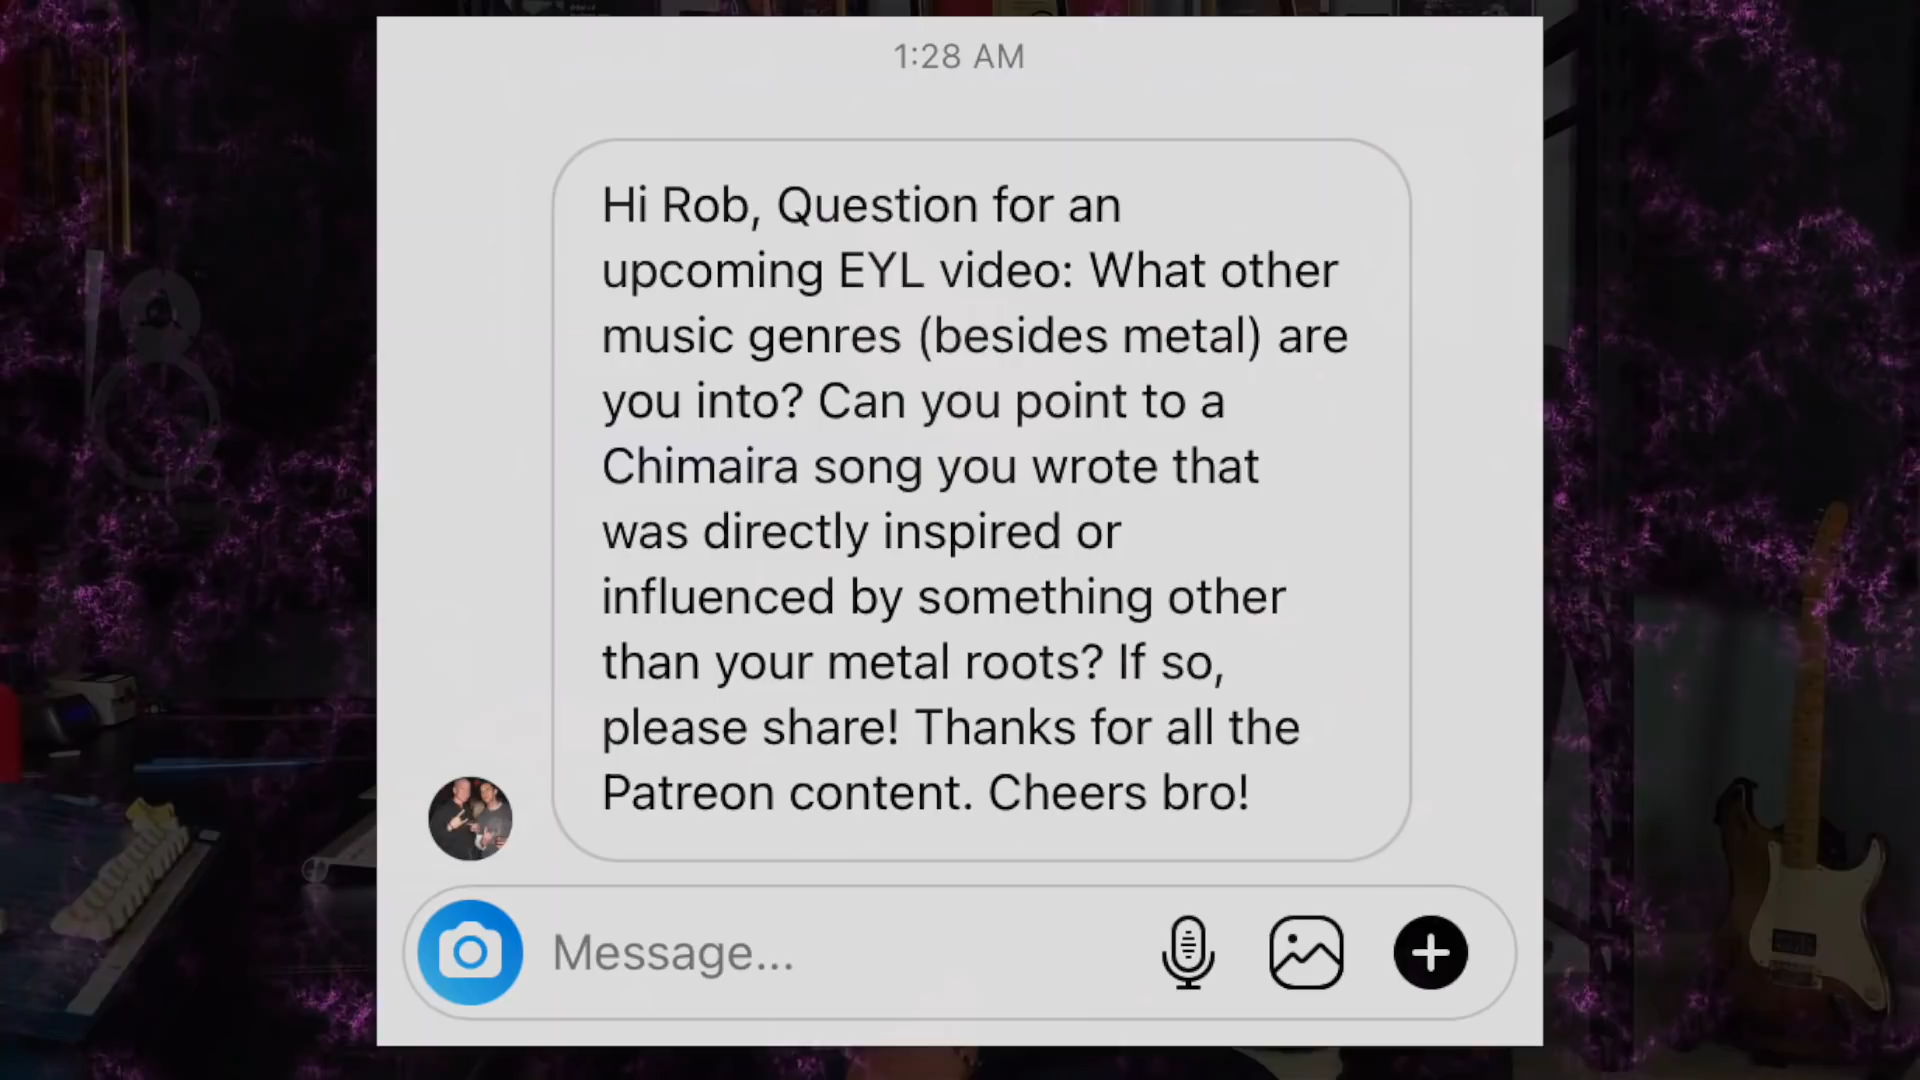 1:28 AM
Hi Rob, Question for an
upcoming EYL video: What other
music genres (besides metal) are
you into? Can you point to a
Chimaira song you wrote that
was directly inspired or
influenced by something other
than your metal roots? If so,
please share! Thanks for all the
Patreon content. Cheers bro!
Message...